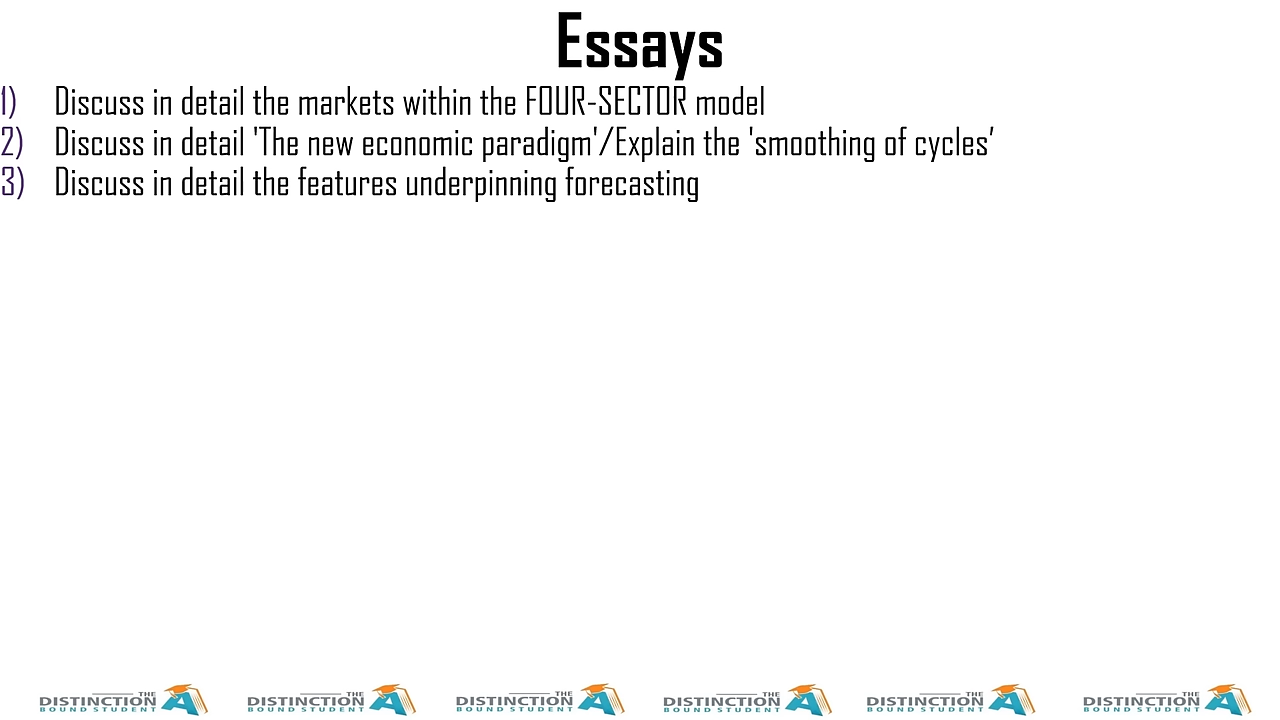 Essays
1) Discuss in detail the markets within the FOUR-SECTOR model
2) Discuss in detail 'The new economic paradigm'/Explain the 'smoothing of cycles’
3) Discuss in detail the features underpinning forecasting
THE
DISTINCTION
BOUND STUDENT
THE
DISTINCTION
BOUND STUDENT
THE
DISTINCTION
BOUND STUDENT
THE
DISTINCTION
BOUND STUDENT
THE
DISTINCTION
BOUND STUDENT
THE
DISTINCTION
BOUND STUDENT